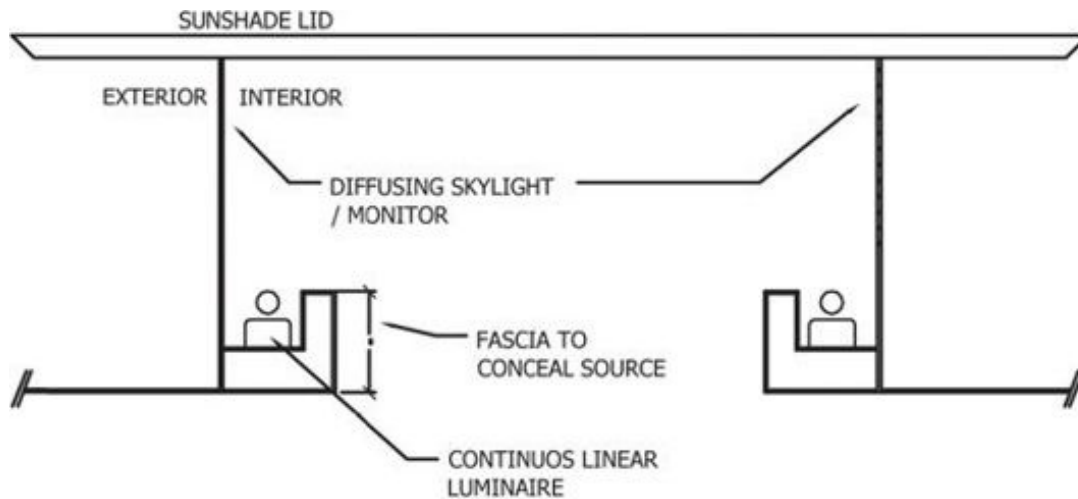 SUNSHADE LID
EXTERIOR INTERIOR
DIFFUSING SKYLIGHT
/ MONITOR
FASCIA TO
CONCEAL SOURCE
CONTINUOS LINEAR
LUMINAIRE